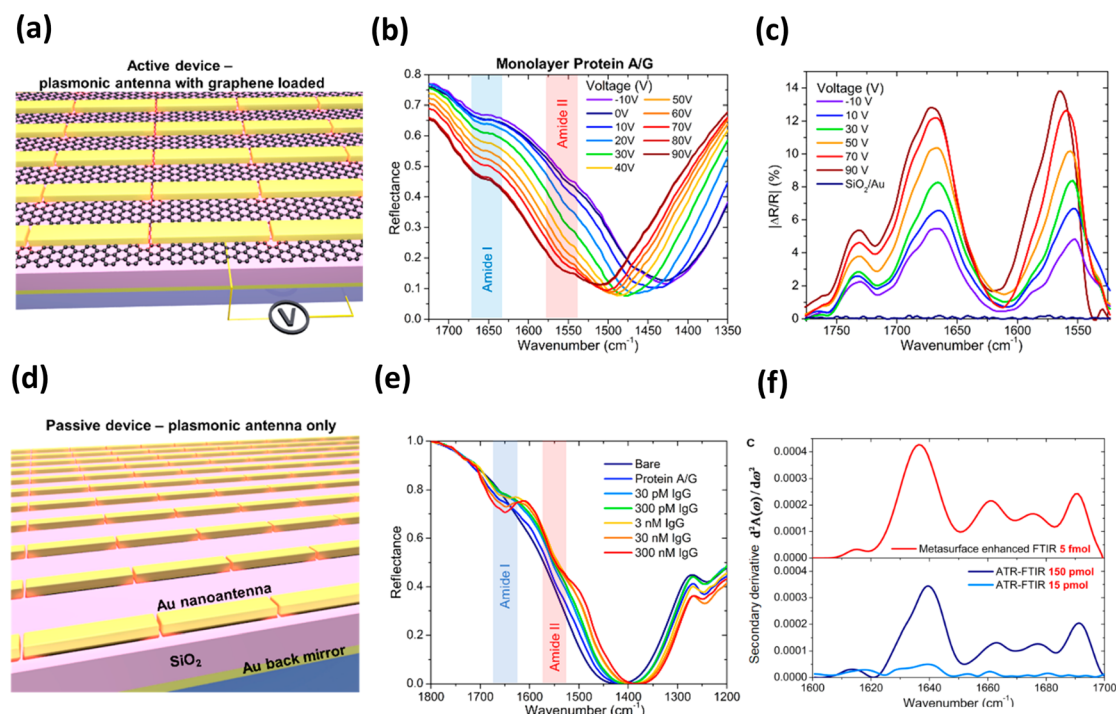 (a)
Active device –
plasmonic antenna with graphene loaded
V
(b)
Monolayer Protein A/G
Voltage (V)
-10V 50V
0V 60V
10V 70V
20V 80V
30V 90V
40V
Amide I
Amide II
Reflectance
0.8
0.7
0.6
0.5
0.4
0.3
0.2
0.1
0.0
1700 1650 1600 1550 1500 1450 1400 1350
Wavenumber (cm⁻¹)
(c)
Voltage (V)
-10 V
10 V
30 V
50 V
70 V
90 V
SiO₂/Au
|ΔR/R| (%)
14
12
10
8
6
4
2
0
1750 1700 1650 1600 1550
Wavenumber (cm⁻¹)
(d)
Passive device – plasmonic antenna only
Au nanoantenna
SiO₂
Au back mirror
(e)
Bare
Protein A/G
30 pM IgG
300 pM IgG
3 nM IgG
30 nM IgG
300 nM IgG
Amide I
Amide II
Reflectance
1.0
0.8
0.6
0.4
0.2
0.0
1800 1700 1600 1500 1400 1300 1200
Wavenumber (cm⁻¹)
(f)
c
Secondary derivative d²A(ω)/dω²
0.0004
0.0003
0.0002
0.0001
0.0000
Metasurface enhanced FTIR 5 fmol
0.0004
0.0003
0.0002
0.0001
0.0000
ATR-FTIR 150 pmol
ATR-FTIR 15 pmol
1600 1620 1640 1660 1680 1700
Wavenumber (cm⁻¹)